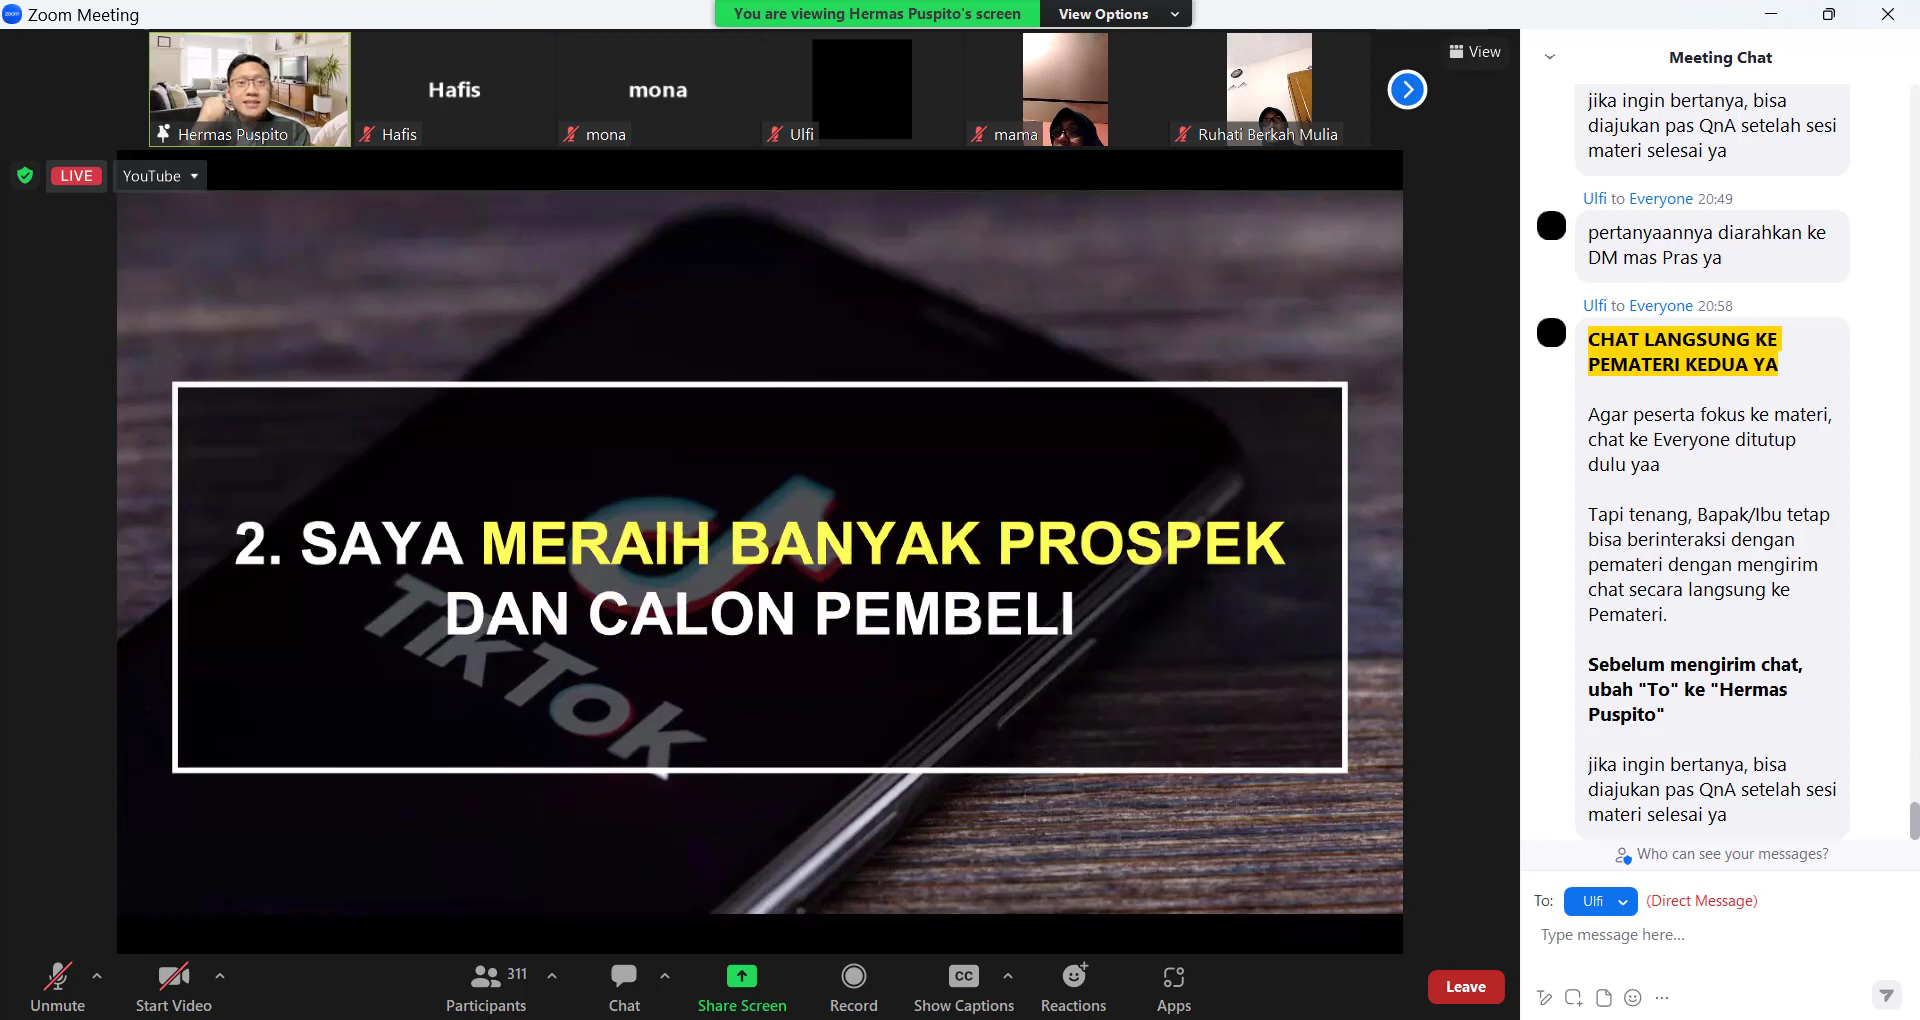 Zoom Meeting
You are viewing Hermas Puspito's screen
View Options
Hermas Puspito
Hafis
Hafis
mona
mona
Ulfi
mama
Ruhati Berkah Mulia
View
LIVE
YouTube
2. SAYA MERAIH BANYAK PROSPEK
DAN CALON PEMBELI
TikTok
Unmute
Start Video
311
Participants
Chat
Share Screen
Record
CC
Show Captions
Reactions
Apps
Leave
Meeting Chat
jika ingin bertanya, bisa
diajukan pas QnA setelah sesi
materi selesai ya
Ulfi to Everyone 20:49
pertanyaannya diarahkan ke
DM mas Pras ya
Ulfi to Everyone 20:58
CHAT LANGSUNG KE
PEMATERI KEDUA YA
Agar peserta fokus ke materi,
chat ke Everyone ditutup
dulu yaa
Tapi tenang, Bapak/Ibu tetap
bisa berinteraksi dengan
pemateri dengan mengirim
chat secara langsung ke
Pemateri.
Sebelum mengirim chat,
ubah "To" ke "Hermas
Puspito"
jika ingin bertanya, bisa
diajukan pas QnA setelah sesi
materi selesai ya
Who can see your messages?
To: Ulfi (Direct Message)
Type message here...